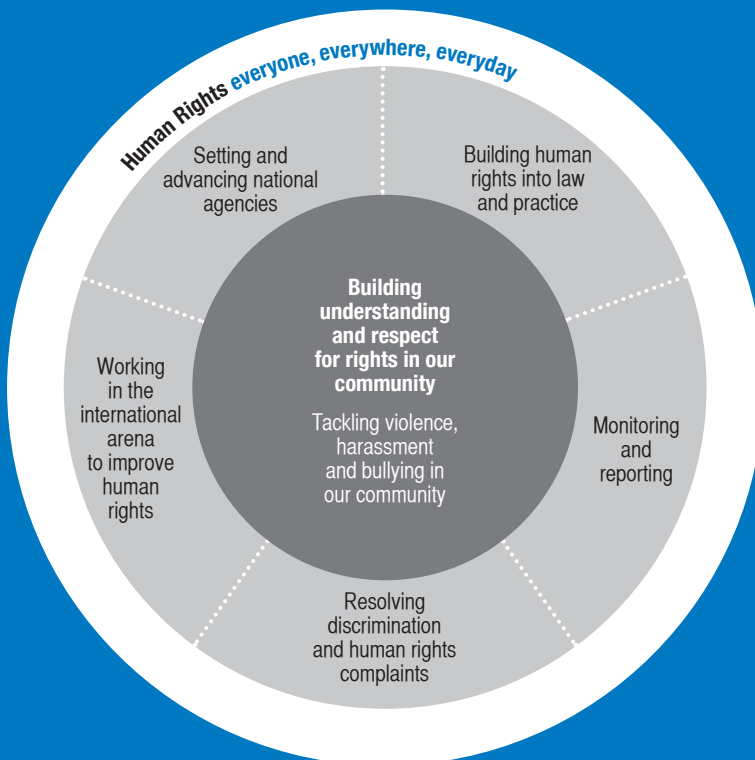 Human Rights everyone, everywhere, everyday
Setting and
advancing national
agencies
Building human
rights into law
and practice
Building
understanding
and respect
for rights in our
community
Tackling violence,
harassment
and bullying in
our community
Working
in the
international
arena
to improve
human
rights
Monitoring
and
reporting
Resolving
discrimination
and human rights
complaints